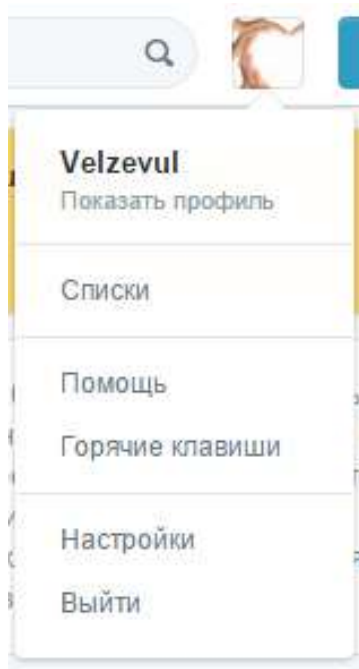 Velzevul
Показать профиль
Списки
Помощь
Горячие клавиши
Настройки
Выйти